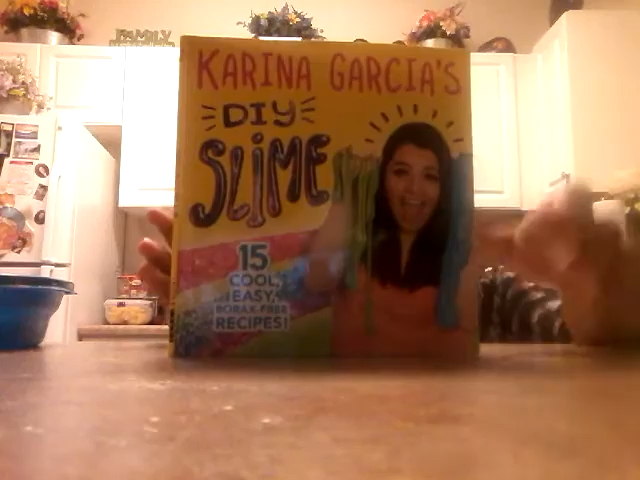 FAMILY
KARINA GARCIA'S
DIY
SLIME
15
COOL,
EASY,
BORAX-FREE
RECIPES!